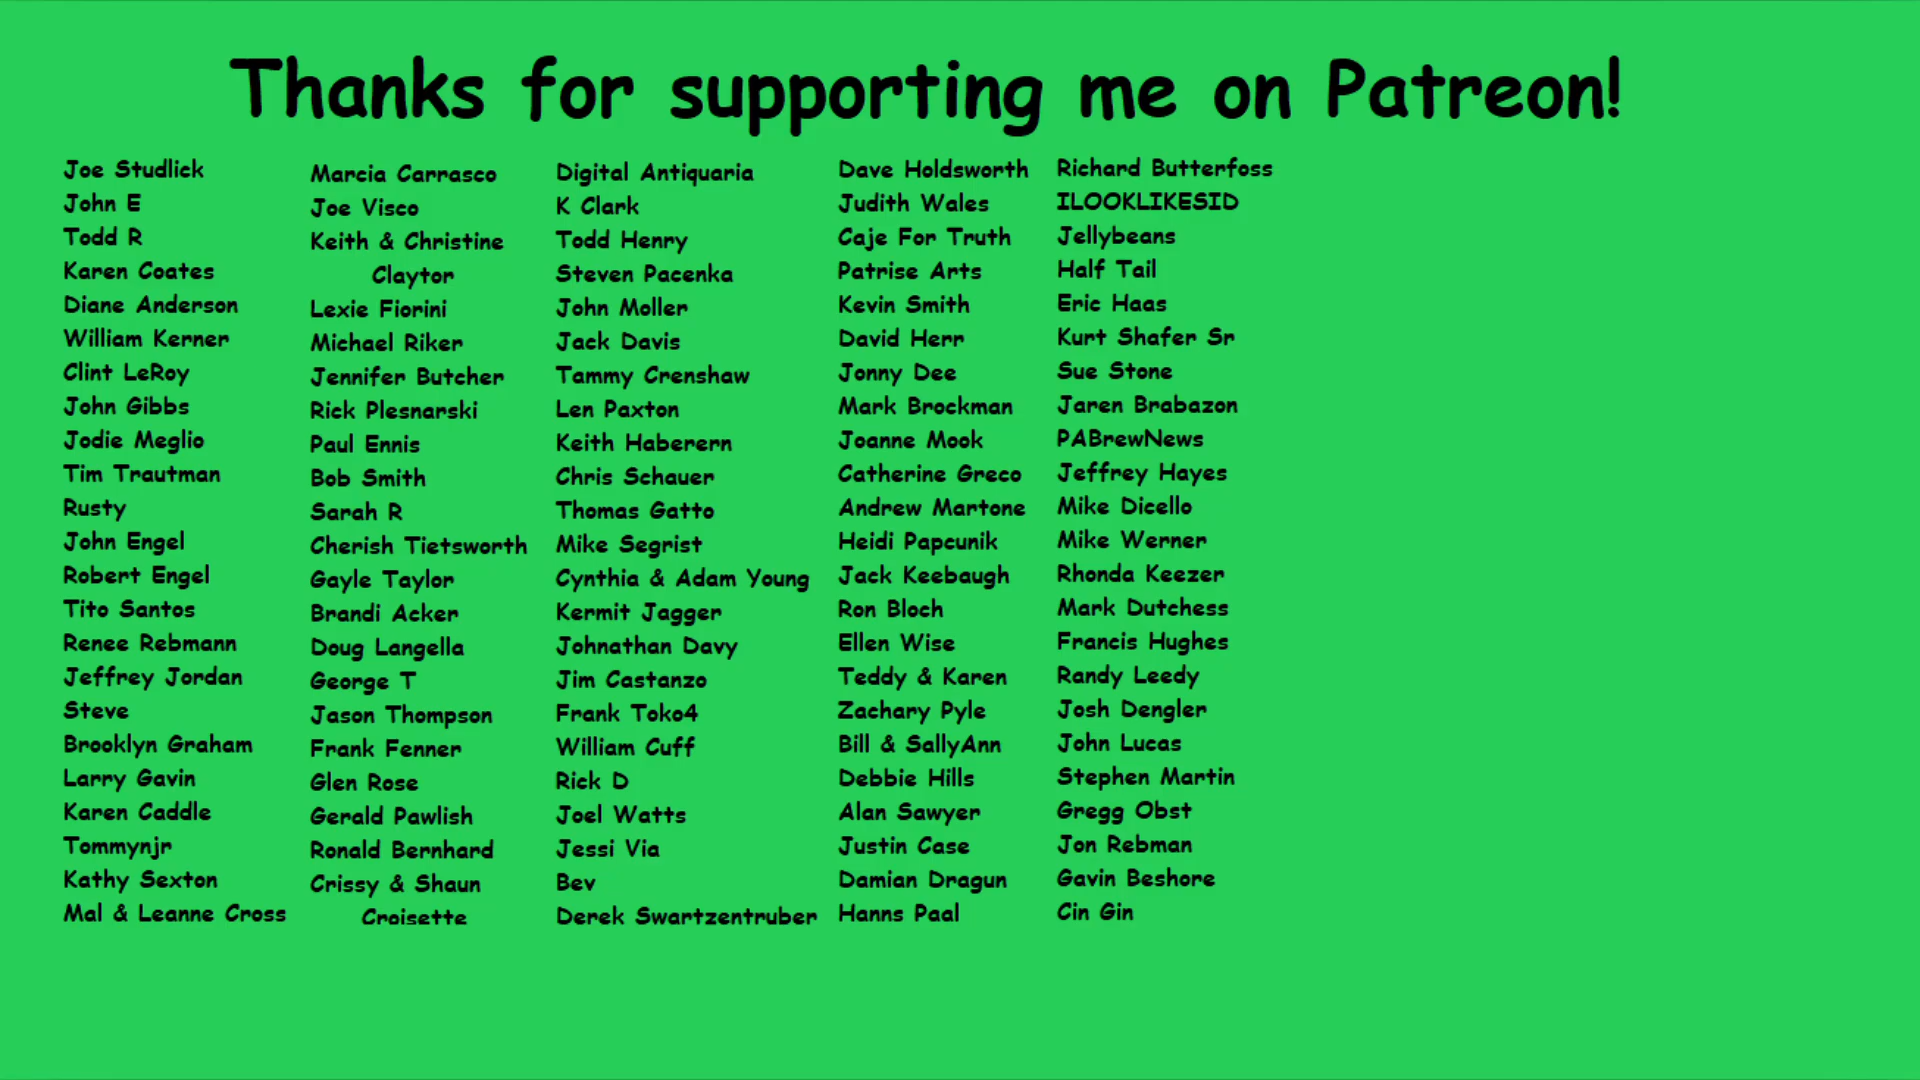 Thanks for supporting me on Patreon!
Joe Studlick
John E
Todd R
Karen Coates
Diane Anderson
William Kerner
Clint LeRoy
John Gibbs
Jodie Meglio
Tim Trautman
Rusty
John Engel
Robert Engel
Tito Santos
Renee Rebmann
Jeffrey Jordan
Steve
Brooklyn Graham
Larry Gavin
Karen Caddle
Tommynjr
Kathy Sexton
Mal & Leanne Cross
Marcia Carrasco
Joe Visco
Keith & Christine
Claytor
Lexie Fiorini
Michael Riker
Jennifer Butcher
Rick Plesnarski
Paul Ennis
Bob Smith
Sarah R
Cherish Tietsworth
Gayle Taylor
Brandi Acker
Doug Langella
George T
Jason Thompson
Frank Fenner
Glen Rose
Gerald Pawlish
Ronald Bernhard
Crissy & Shaun
Croisette
Digital Antiquaria
K Clark
Todd Henry
Steven Pacenka
John Moller
Jack Davis
Tammy Crenshaw
Len Paxton
Keith Haberern
Chris Schauer
Thomas Gatto
Mike Segrist
Cynthia & Adam Young
Kermit Jagger
Johnathan Davy
Jim Castanzo
Frank Toko4
William Cuff
Rick D
Joel Watts
Jessi Via
Bev
Derek Swartzentruber
Dave Holdsworth
Judith Wales
Caje For Truth
Patrise Arts
Kevin Smith
David Herr
Jonny Dee
Mark Brockman
Joanne Mook
Catherine Greco
Andrew Martone
Heidi Papcunik
Jack Keebaugh
Ron Bloch
Ellen Wise
Teddy & Karen
Zachary Pyle
Bill & SallyAnn
Debbie Hills
Alan Sawyer
Justin Case
Damian Dragun
Hanns Paal
Richard Butterfoss
ILOOKLIKESID
Jellybeans
Half Tail
Eric Haas
Kurt Shafer Sr
Sue Stone
Jaren Brabazon
PABrewNews
Jeffrey Hayes
Mike Dicello
Mike Werner
Rhonda Keezer
Mark Dutchess
Francis Hughes
Randy Leedy
Josh Dengler
John Lucas
Stephen Martin
Gregg Obst
Jon Rebman
Gavin Beshore
Cin Gin